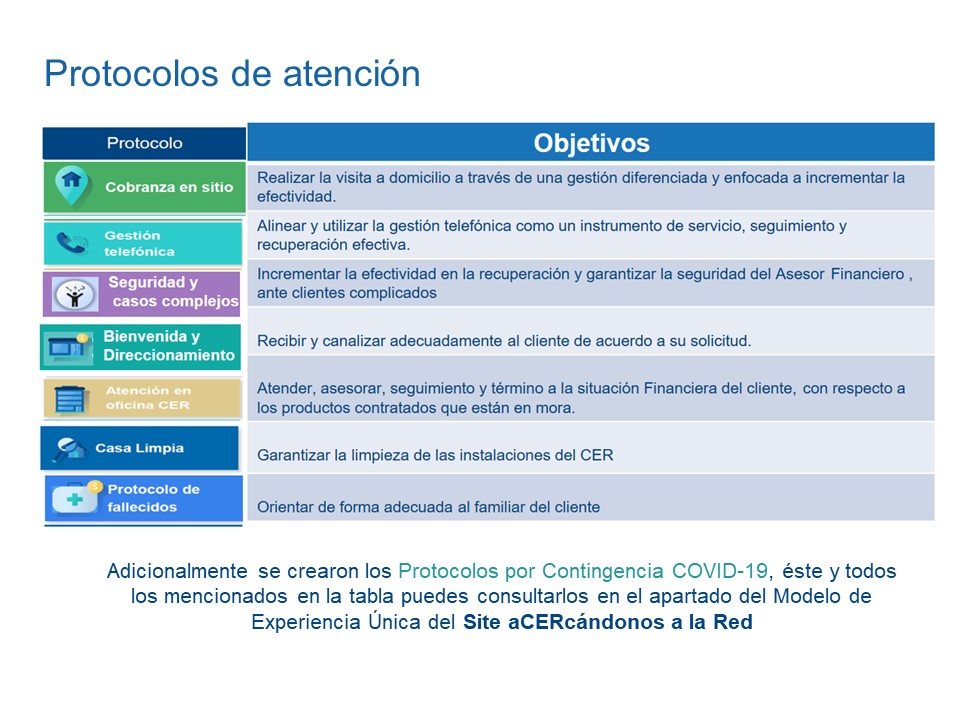 Protocolos de atención
Protocolo
Objetivos
Cobranza en sitio
Realizar la visita a domicilio a través de una gestión diferenciada y enfocada a incrementar la
efectividad.
Gestión
telefónica
Alinear y utilizar la gestión telefónica como un instrumento de servicio, seguimiento y
recuperación efectiva.
Seguridad y
casos complejos
Incrementar la efectividad en la recuperación y garantizar la seguridad del Asesor Financiero ,
ante clientes complicados
Bienvenida y
Direccionamiento
Recibir y canalizar adecuadamente al cliente de acuerdo a su solicitud.
Atención en
oficina CER
Atender, asesorar, seguimiento y término a la situación Financiera del cliente, con respecto a
los productos contratados que están en mora.
Casa Limpia
Garantizar la limpieza de las instalaciones del CER
Protocolo de
fallecidos
Orientar de forma adecuada al familiar del cliente
Adicionalmente se crearon los Protocolos por Contingencia COVID-19, éste y todos
los mencionados en la tabla puedes consultarlos en el apartado del Modelo de
Experiencia Única del Site aCERcándonos a la Red